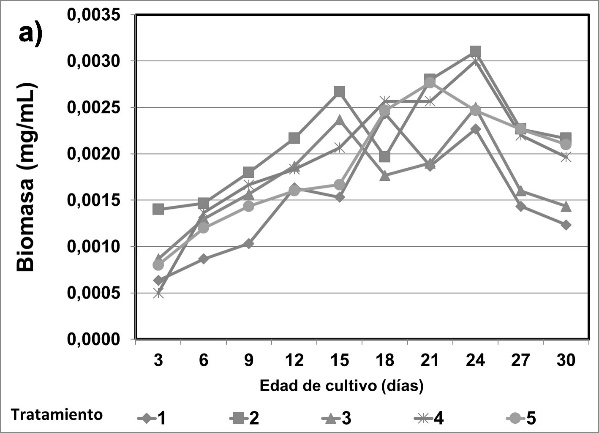 a)
Biomasa (mg/mL)
0,0035
0,0030
0,0025
0,0020
0,0015
0,0010
0,0005
0,0000
3 6 9 12 15 18 21 24 27 30
Edad de cultivo (días)
Tratamiento 1 2 3 4 5